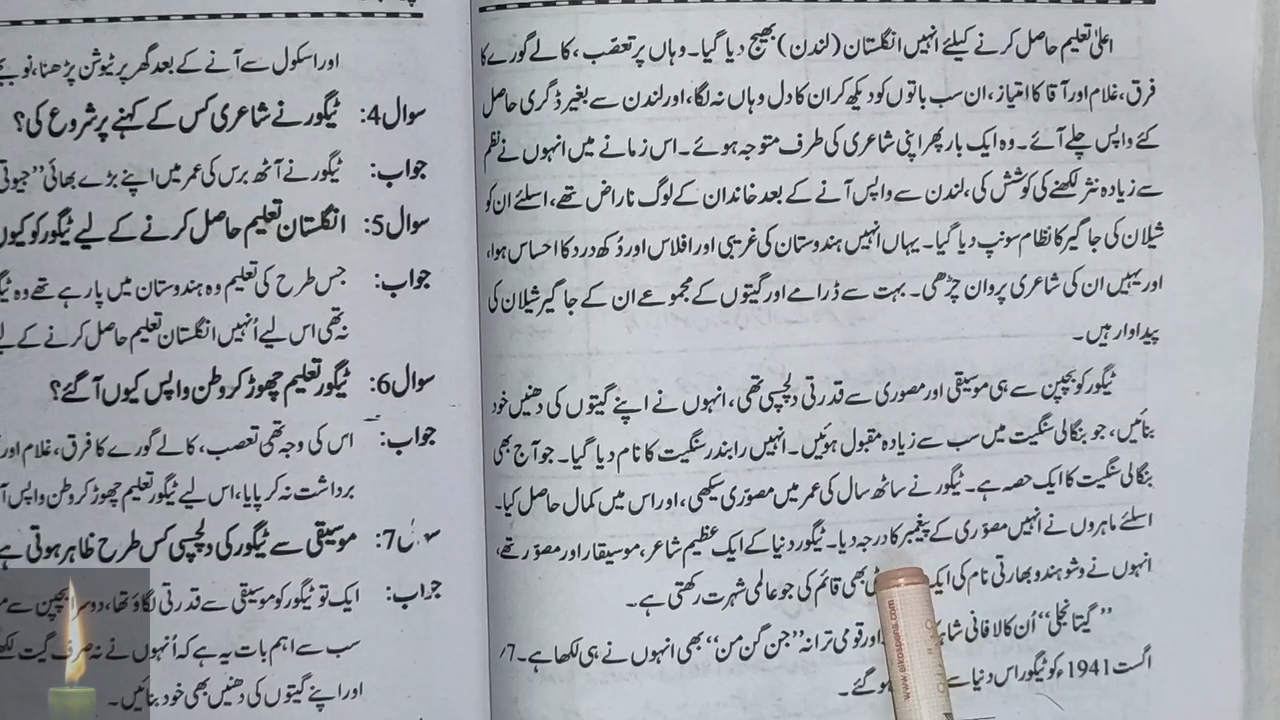 اعلیٰ تعلیم حاصل کرنے کیلئے انہیں انگلستان (لندن) بھیج دیا گیا۔ وہاں پر تعصّب ، کالے گورے کا
فرق، غلام اور آقا کا امتیاز، ان سب باتوں کو دیکھ کر ان کا دل وہاں نہ لگا، اور لندن سے بغیر ڈگری حاصل
کئے واپس چلے آئے۔ وہ ایک بار پھر اپنی شاعری کی طرف متوجہ ہوئے۔ اس زمانے میں انہوں نے نظم
سے زیادہ نثر لکھنے کی کوشش کی، لندن سے واپس آنے کے بعد خاندان کے لوگ ناراض تھے، اسلئے ان کو
شیلان کی جاگیر کا نظام سونپ دیا گیا۔ یہاں انہیں ہندوستان کی غریبی اور افلاس اور دُکھ درد کا احساس ہوا،
اور یہیں ان کی شاعری پروان چڑھی۔ بہت سے ڈرامے اور گیتوں کے مجموعے ان کے جاگیر شیلان کی
پیداوار ہیں۔
ٹیگور کو بچپن سے ہی موسیقی اور مصوری سے قدرتی دلچسپی تھی، انہوں نے اپنے گیتوں کی دھنیں خود
بنائیں، جو بنگالی سنگیت میں سب سے زیادہ مقبول ہوئیں۔ انہیں رابندر سنگیت کا نام دیا گیا۔ جو آج بھی
بنگالی سنگیت کا ایک حصہ ہے۔ ٹیگور نے ساٹھ سال کی عمر میں مصوّری سیکھی، اور اس میں کمال حاصل کیا۔
اسلئے ماہروں نے انہیں مصوّری کے پیغمبر کا درجہ دیا۔ ٹیگور دنیا کے ایک عظیم شاعر، موسیقار اور مصوّر تھے،
انہوں نے وشو ہندو بھارتی نام کی ایک بھی قائم کی جو عالمی شہرت رکھتی ہے۔
”گیتانجلی“ اُن کا لافانی اور قومی ترانہ ”جن گن من“ بھی انہوں نے ہی لکھا ہے۔ 7/
اگست 1941ء کو ٹیگور اس دنیا سے ہو گئے۔
www.eikospens.com
اور اسکول سے آنے کے بعد گھر پر ٹیوشن پڑھنا،
سوال 4: ٹیگور نے شاعری کس کے کہنے پر شروع کی؟
جواب: ٹیگور نے آٹھ برس کی عمر میں اپنے بڑے بھائی ”جیوتی
سوال 5: انگلستان تعلیم حاصل کرنے کے لیے ٹیگور کو کیوں
جواب: جس طرح کی تعلیم وہ ہندوستان میں پا رہے تھے وہ
نہ تھی اس لیے اُنہیں انگلستان تعلیم حاصل کرنے کے
سوال 6: ٹیگور تعلیم چھوڑ کر وطن واپس کیوں آ گئے؟
جواب: اس کی وجہ تھی تعصب، کالے گورے کا فرق، غلام اور
برداشت نہ کر پایا، اس لیے ٹیگور تعلیم چھوڑ کر وطن واپس
سوال 7: موسیقی سے ٹیگور کی دلچسپی کس طرح ظاہر ہوتی
جواب: ایک تو ٹیگور کو موسیقی سے قدرتی لگاؤ تھا، بچپن سے
سب سے اہم بات یہ ہے کہ اُنہوں نے نہ صرف گیت
اور اپنے گیتوں کی دھنیں بھی خود بنائیں۔